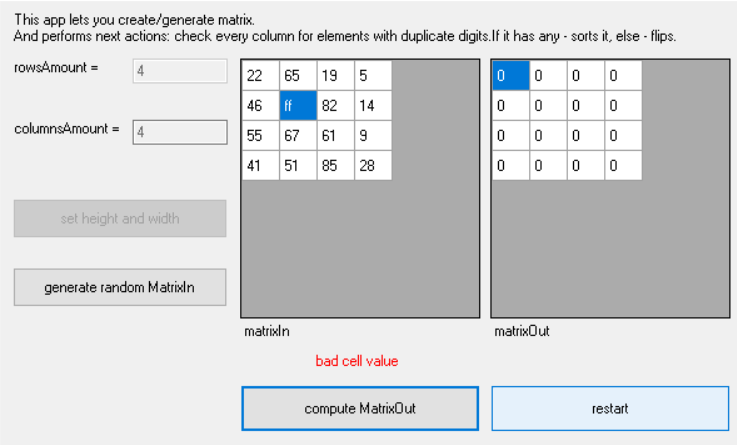 This app lets you create/generate matrix.
And performs next actions: check every column for elements with duplicate digits.If it has any - sorts it, else - flips.
rowsAmount = 4
columnsAmount = 4
set height and width
generate random MatrixIn
22 65 19 5
46 ff 82 14
55 67 61 9
41 51 85 28
matrixIn
0 0 0 0
0 0 0 0
0 0 0 0
0 0 0 0
matrixOut
bad cell value
compute MatrixOut
restart